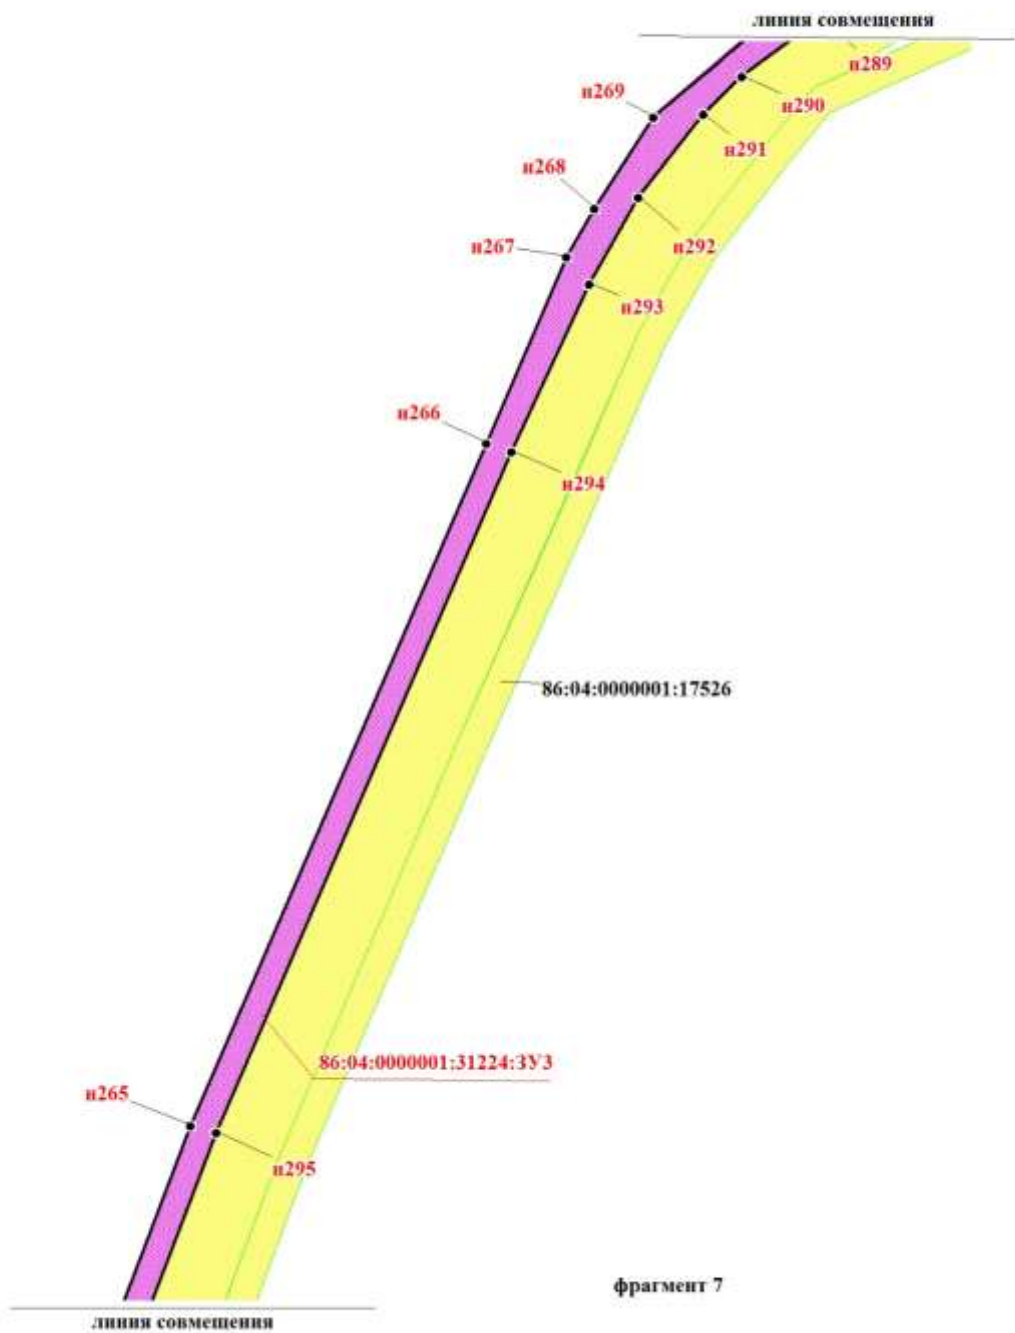 линия совмещения
н289
н269
н290
н291
н268
н267
н292
н293
н266
н294
86:04:0000001:17526
86:04:0000001:31224:ЗУ3
н265
н295
фрагмент 7
линия совмещения